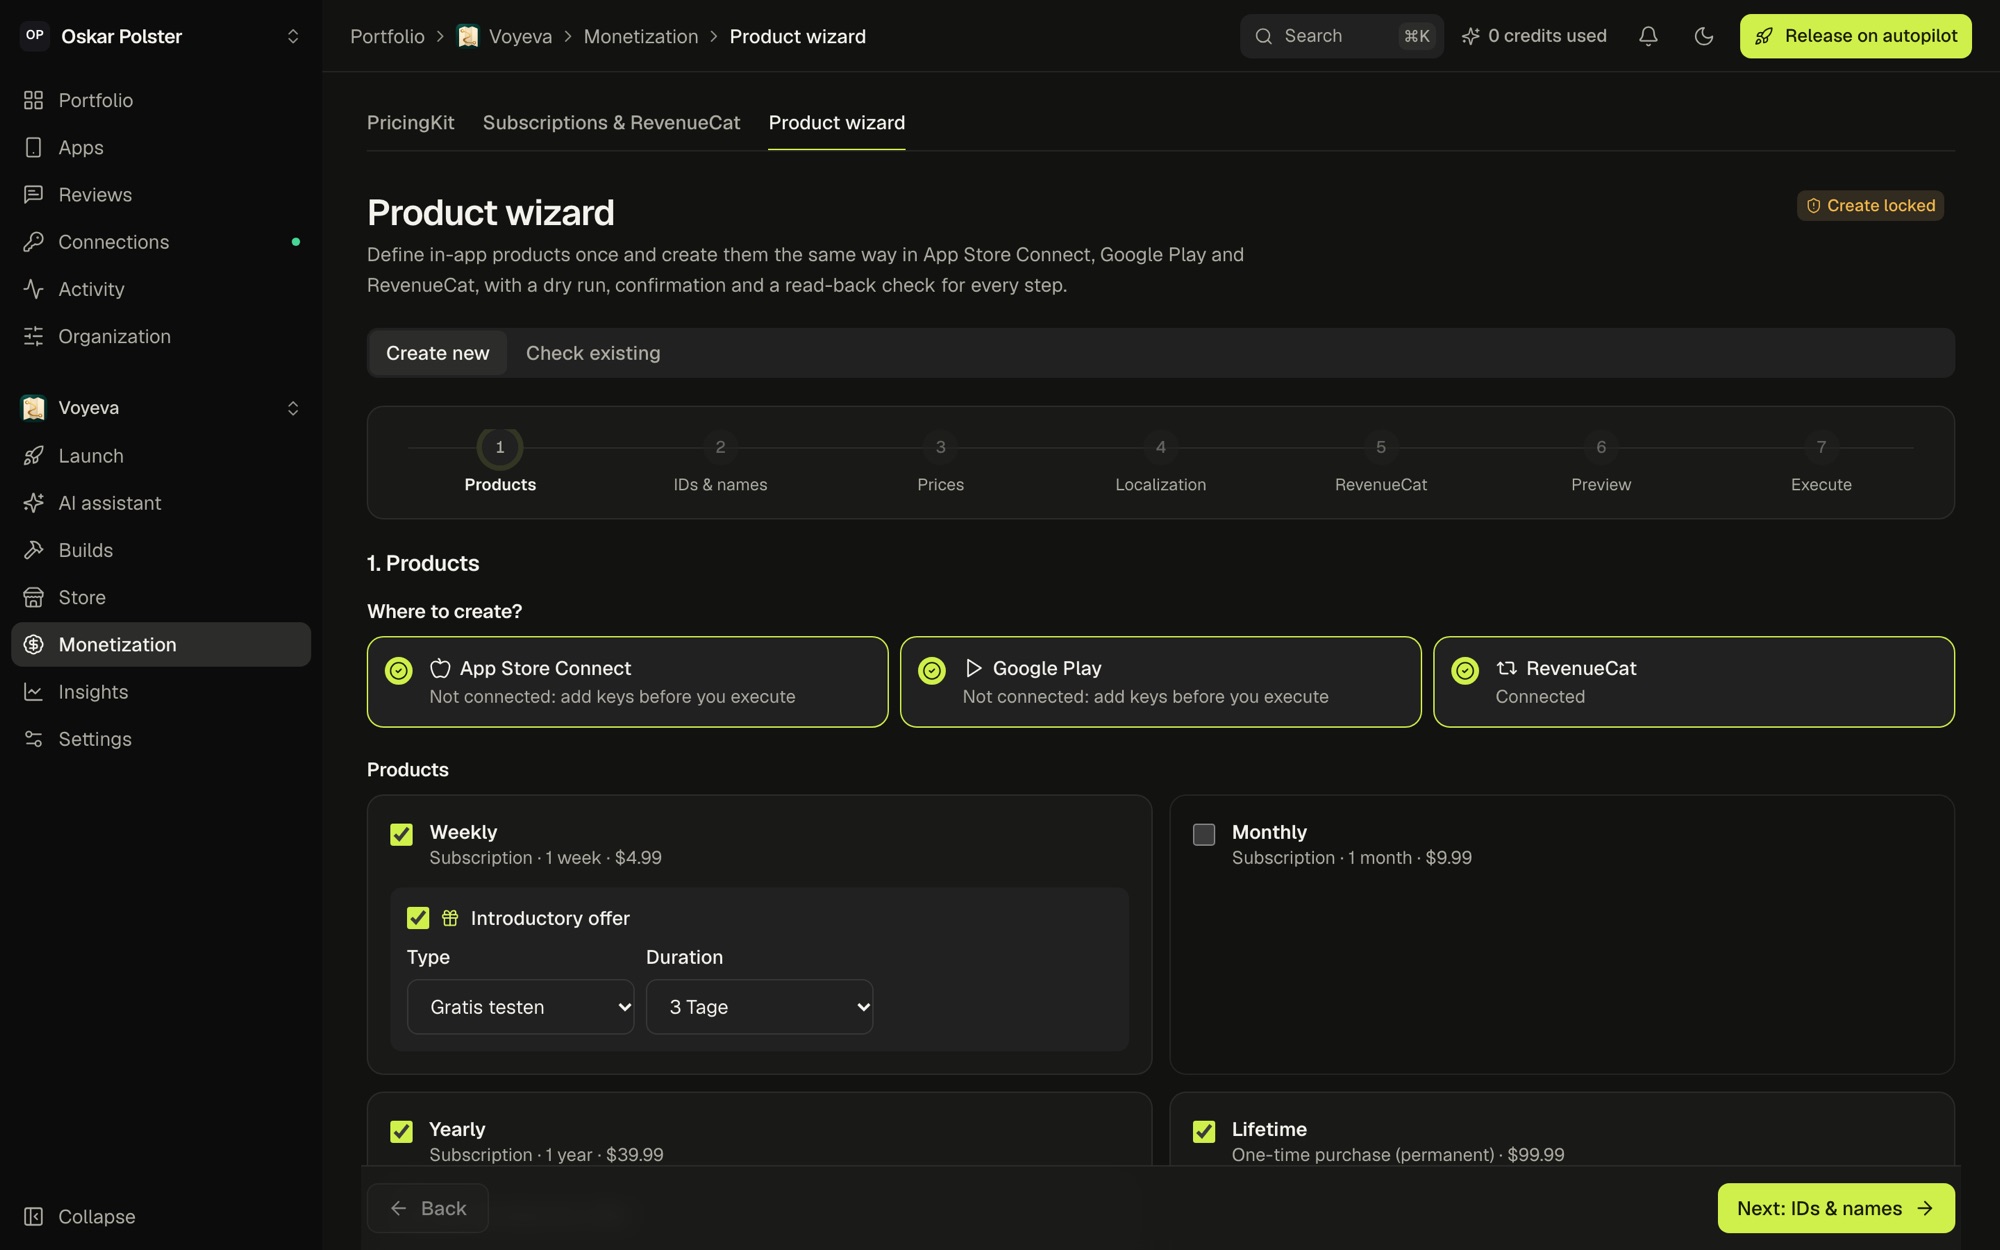 OP Oskar Polster
Portfolio
Apps
Reviews
Connections
Activity
Organization
Voyeva
Launch
AI assistant
Builds
Store
Monetization
Insights
Settings
Collapse
Portfolio > Voyeva > Monetization > Product wizard
Search ⌘K
0 credits used
Release on autopilot
PricingKit Subscriptions & RevenueCat Product wizard
Product wizard
Create locked
Define in-app products once and create them the same way in App Store Connect, Google Play and
RevenueCat, with a dry run, confirmation and a read-back check for every step.
Create new Check existing
1 2 3 4 5 6 7
Products IDs & names Prices Localization RevenueCat Preview Execute
1. Products
Where to create?
App Store Connect
Not connected: add keys before you execute
Google Play
Not connected: add keys before you execute
RevenueCat
Connected
Products
Weekly
Subscription · 1 week · $4.99
Introductory offer
Type Duration
Gratis testen 3 Tage
Monthly
Subscription · 1 month · $9.99
Yearly
Subscription · 1 year · $39.99
Lifetime
One-time purchase (permanent) · $99.99
Back
Next: IDs & names